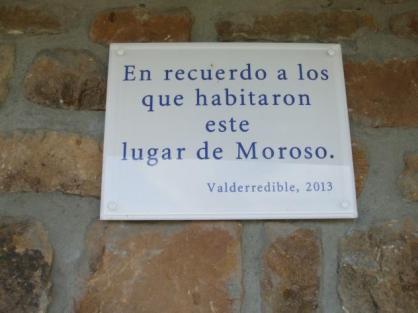 En recuerdo a los
que habitaron
este
lugar de Moroso.
Valderredible, 2013